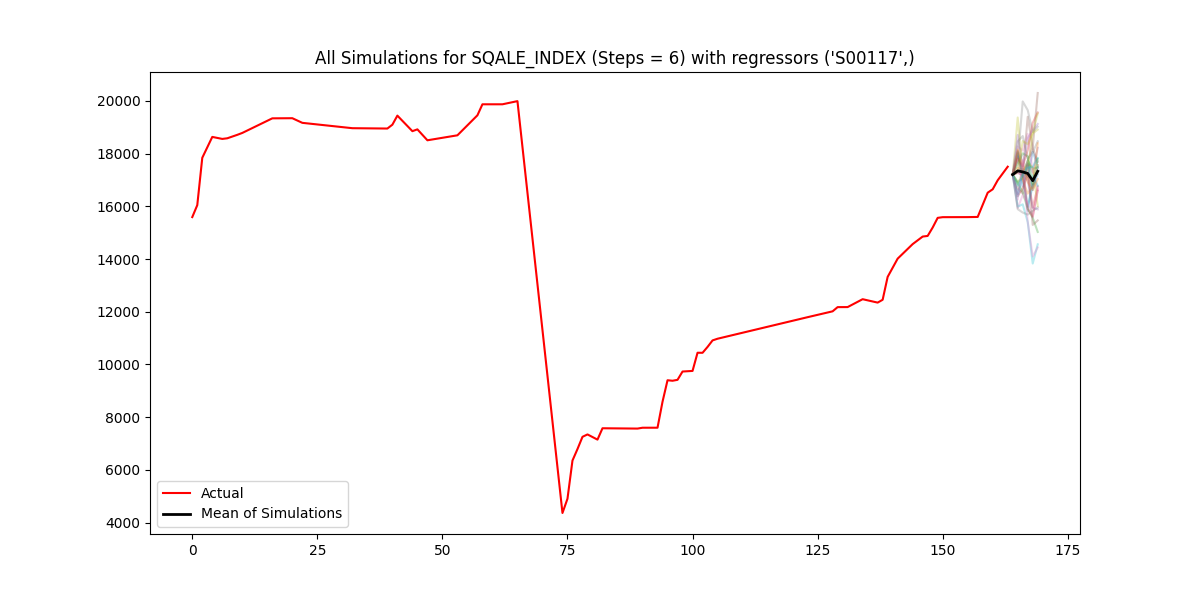 All Simulations for SQALE_INDEX (Steps = 6) with regressors ('S00117',)
20000
18000
16000
14000
12000
10000
8000
6000
4000
Actual
Mean of Simulations
0 25 50 75 100 125 150 175